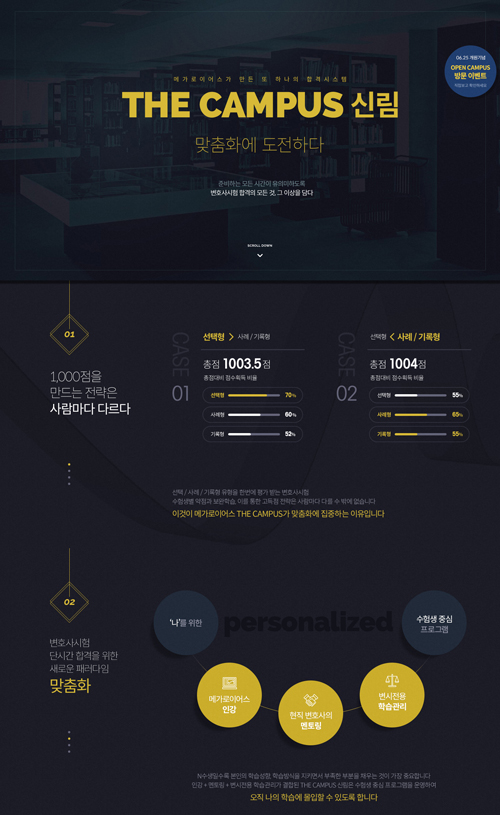 메가로이어스가 만든 또 하나의 합격시스템
THE CAMPUS 신림
맞춤화에 도전하다
준비하는 모든 시간이 유의미하도록
변호사시험 합격의 모든 것, 그 이상을 담다
SCROLL DOWN
06.25 개원기념
OPEN CAMPUS
방문 이벤트
01
1,000점을
만드는 전략은
사람마다 다르다
CASE
01
선택형 > 사례 / 기록형
총점 1003.5점
총점대비 점수획득 비율
선택형 70%
사례형 60%
기록형 52%
CASE
02
선택형 < 사례 / 기록형
총점 1004점
총점대비 점수획득 비율
선택형 55%
사례형 65%
기록형 55%
선택 / 사례 / 기록형 유형을 한번에 평가 받는 변호사시험
수험생별 약점과 보완학습, 이를 통한 고득점 전략은 사람마다 다를 수 밖에 없습니다
이것이 메가로이어스 THE CAMPUS가 맞춤화에 집중하는 이유입니다
02
변호사시험
단시간 합격을 위한
새로운 패러다임
맞춤화
'나'를 위한
personalized
수험생 중심
프로그램
메가로이어스
인강
현직 변호사의
멘토링
변시전용
학습관리
N수생일수록 본인의 학습성향, 학습방식을 지키면서 부족한 부분을 채우는 것이 가장 중요합니다
인강 + 멘토링 + 변시전용 학습관리가 결합된 THE CAMPUS 신림은 수험생 중심 프로그램을 운영하여
오직 나의 학습에 몰입할 수 있도록 합니다